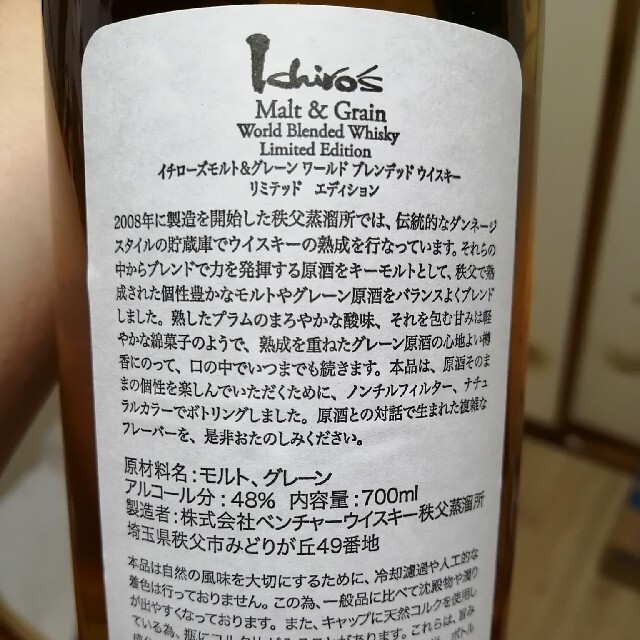 Ichiro's
Malt & Grain
World Blended Whisky
Limited Edition
イチローズモルト&グレーン ワールド ブレンデッド ウイスキー
リミテッド エディション
2008年に製造を開始した秩父蒸溜所では、伝統的なダンネージ
スタイルの貯蔵庫でウイスキーの熟成を行なっています。それらの
中からブレンドで力を発揮する原酒をキーモルトとして、秩父で熟
成された個性豊かなモルトやグレーン原酒をバランスよくブレンド
しました。熟したプラムのまろやかな酸味、それを包む甘みは軽
やかな綿菓子のようで、熟成を重ねたグレーン原酒の心地よい樽
香にのって、口の中でいつまでも続きます。本品は、原酒そのま
まの個性を楽しんでいただくために、ノンチルフィルター、ナチュ
ラルカラーでボトリングしました。原酒との対話で生まれた複雑な
フレーバーを、是非おたのしみください。
原材料名:モルト、グレーン
アルコール分:48% 内容量:700ml
製造者:株式会社ベンチャーウイスキー秩父蒸溜所
埼玉県秩父市みどりが丘49番地
本品は自然の風味を大切にするために、冷却濾過や人工的な
着色は行っておりません。この為、一般品に比べて沈殿物や濁り
が出やすくなっております。また、キャップに天然コルクを使用し
ている為、瓶にコルク
があります。これらは、旨み